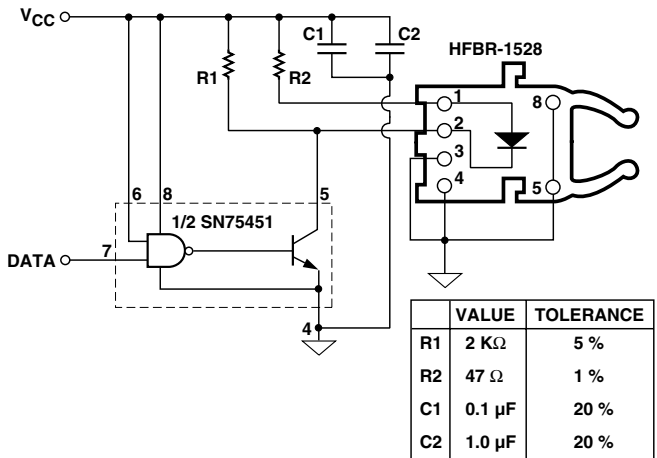 V_CC
C1
C2
R1
R2
HFBR-1528
1
2
3
4
8
5
6
8
5
1/2 SN75451
DATA
7
4
VALUE TOLERANCE
R1 2 KΩ 5 %
R2 47 Ω 1 %
C1 0.1 µF 20 %
C2 1.0 µF 20 %